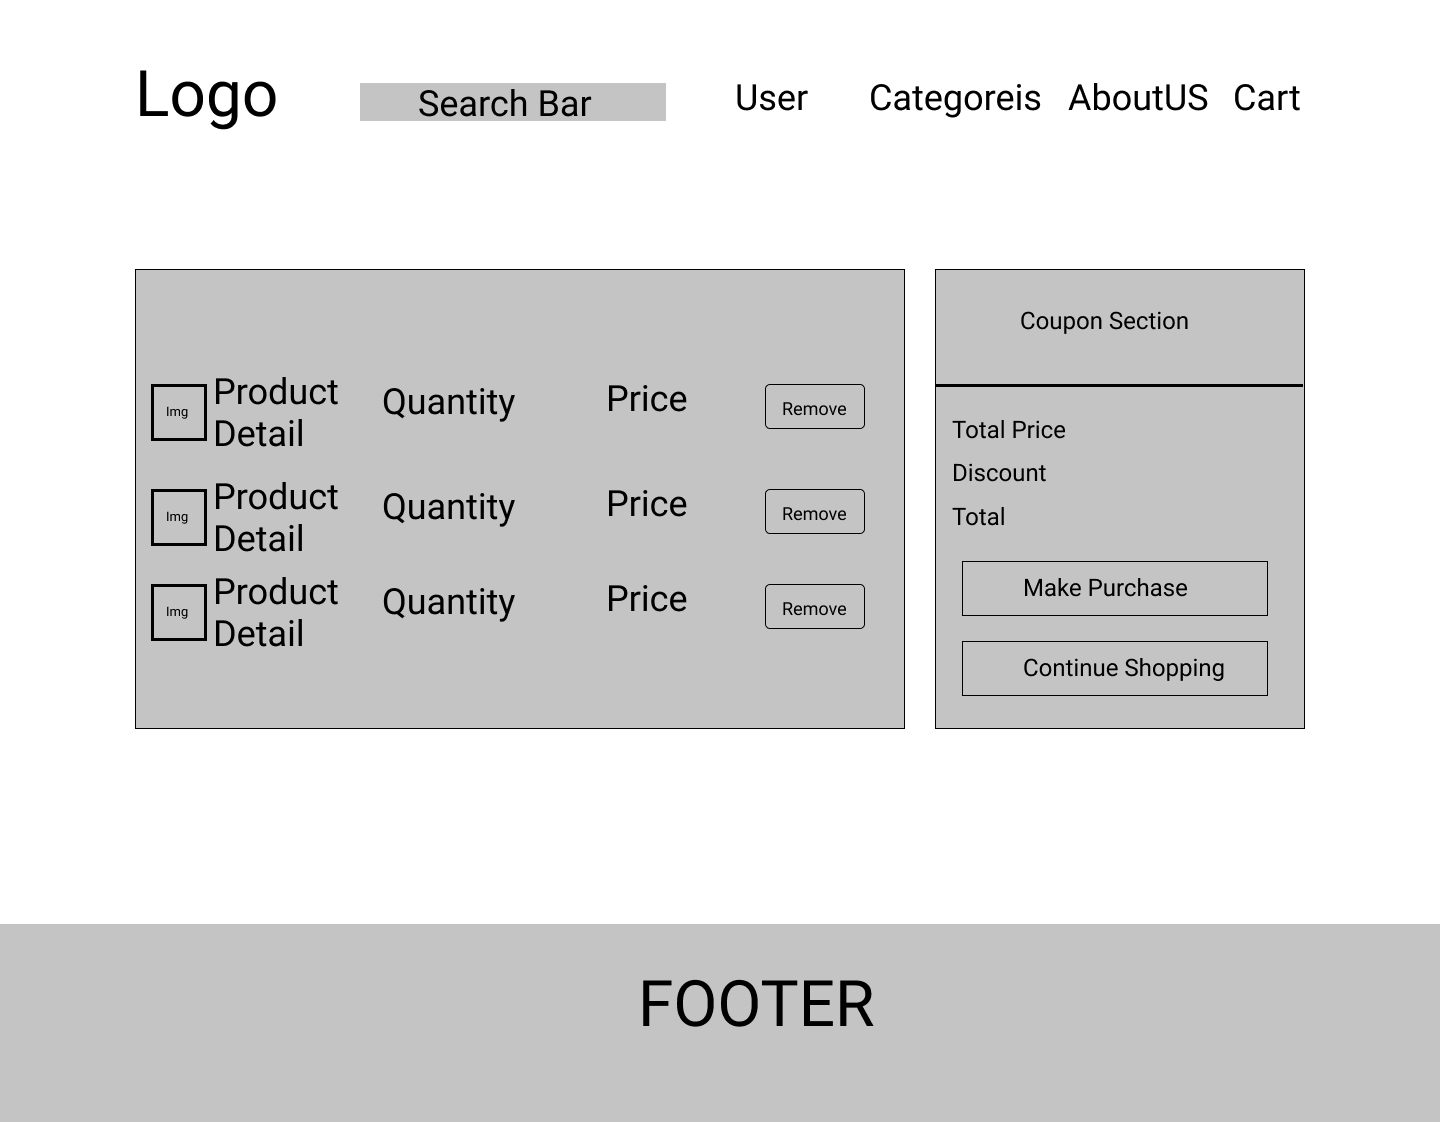 Logo
Search Bar
User
Categoreis
AboutUS
Cart
Img
Product
Detail
Quantity
Price
Remove
Img
Product
Detail
Quantity
Price
Remove
Img
Product
Detail
Quantity
Price
Remove
Coupon Section
Total Price
Discount
Total
Make Purchase
Continue Shopping
FOOTER